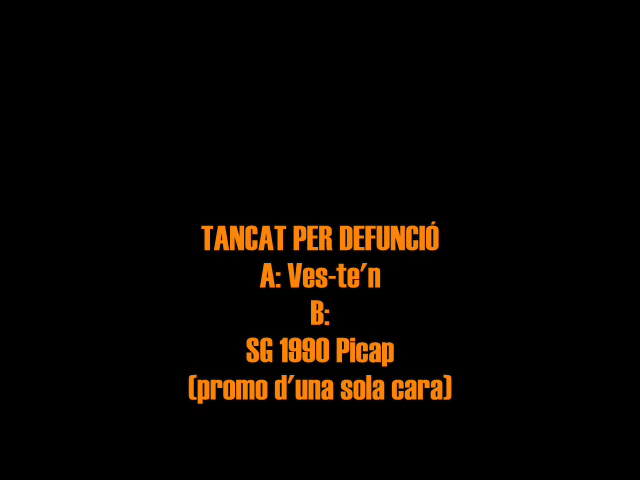 TANCAT PER DEFUNCIÓ
A: Ves-te'n
B:
SG 1990 Picap
(promo d'una sola cara)